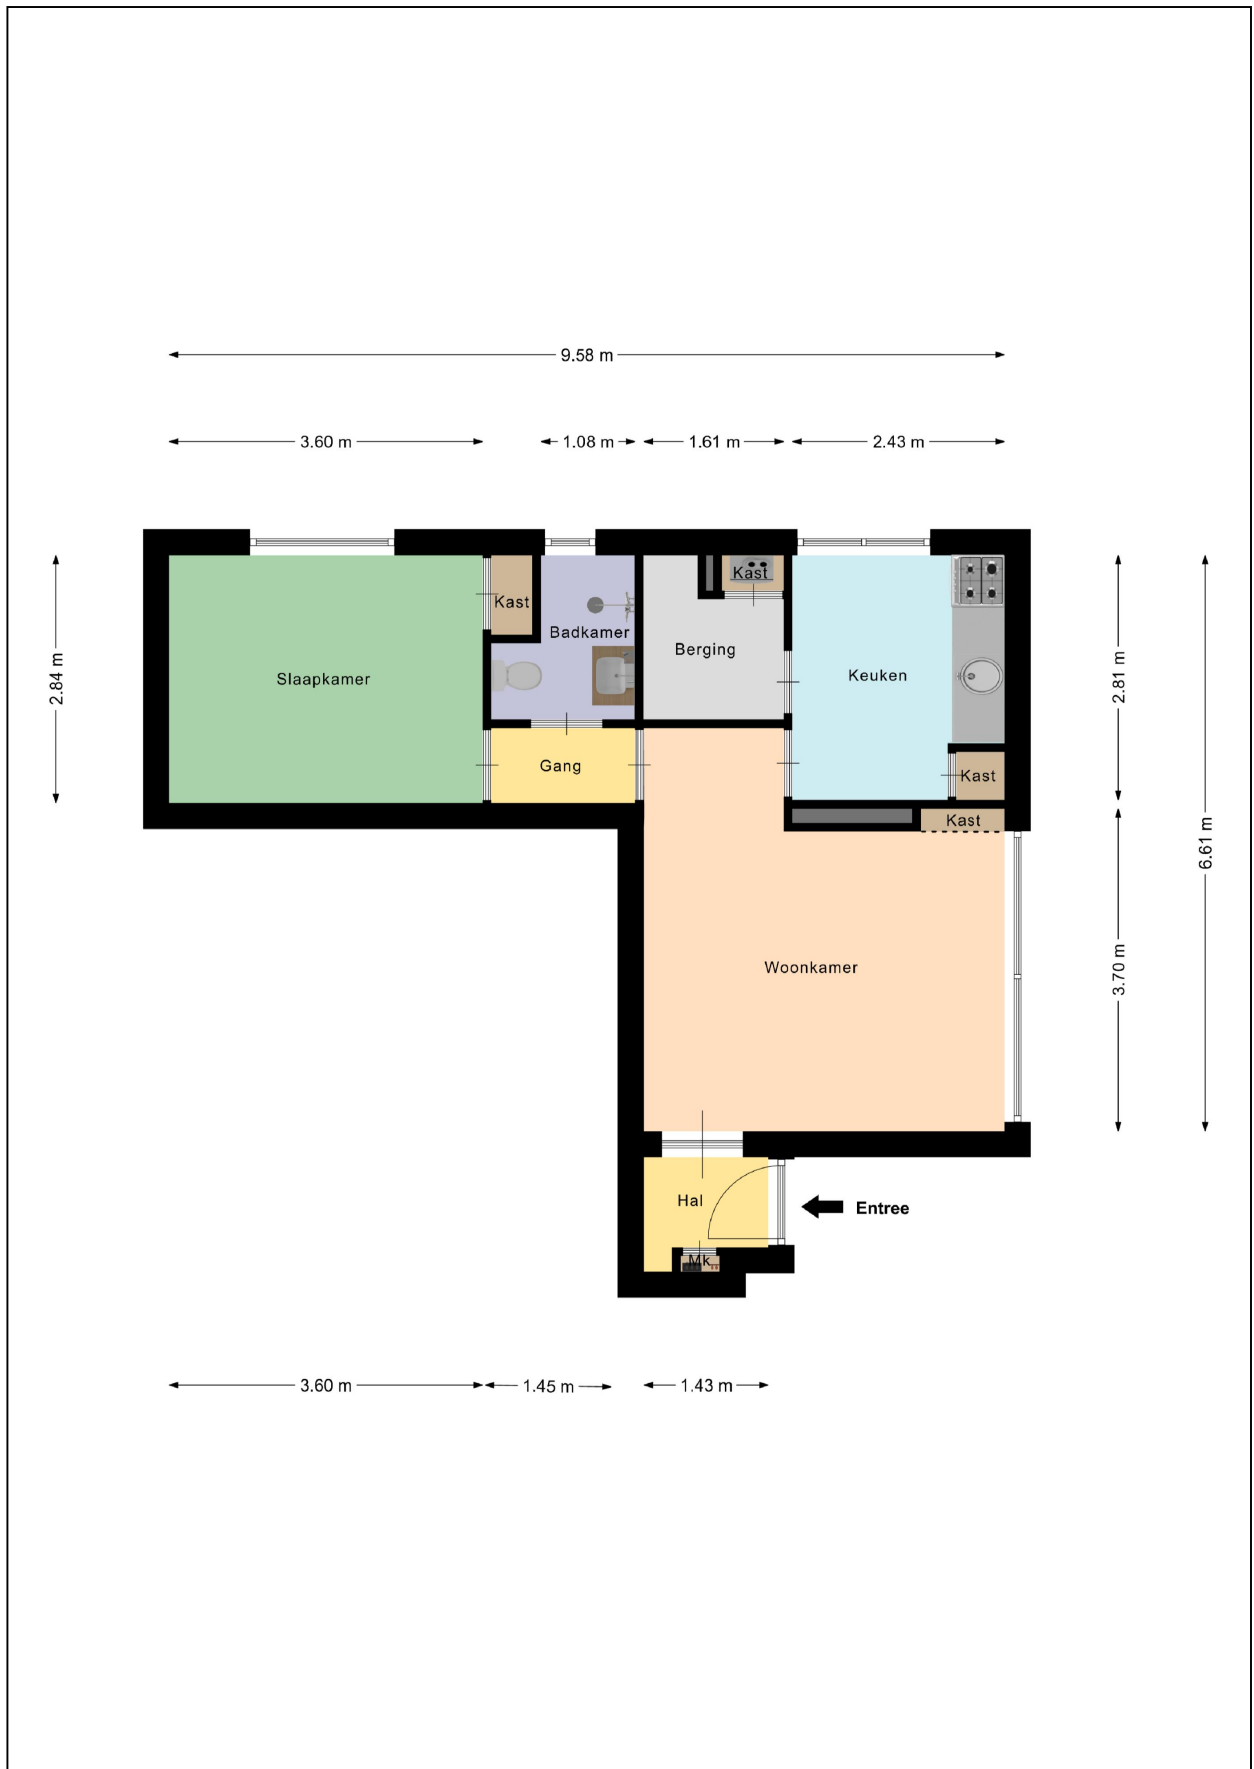 9.58 m
3.60 m
1.08 m
1.61 m
2.43 m
Kast
Kast
Badkamer
Berging
Slaapkamer
Keuken
2.84 m
2.81 m
Gang
Kast
Kast
6.61 m
Woonkamer
3.70 m
Hal
Entree
Mk
3.60 m
1.45 m
1.43 m